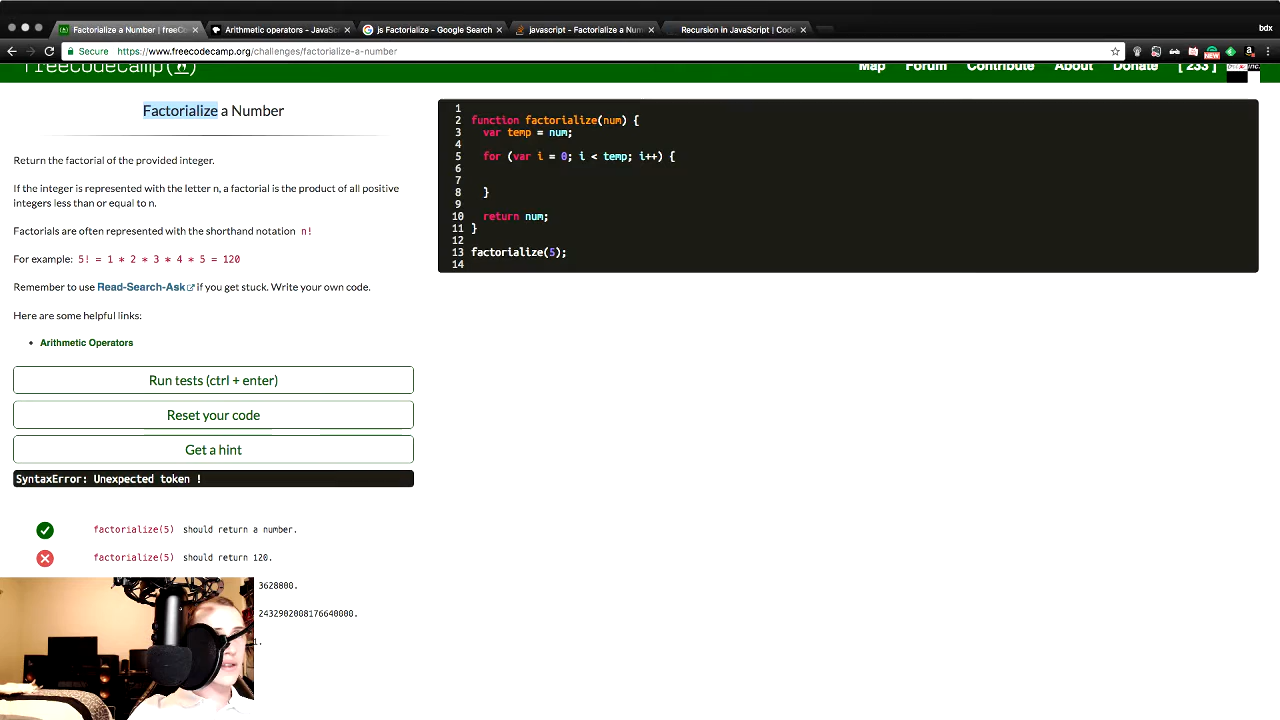 Factorialize a Number | freeC
Arithmetic operators - JavaSc
js Factorialize - Google Search
javascript - Factorialize a Num
Recursion in JavaScript | Code
bdx
Secure https://www.freecodecamp.org/challenges/factorialize-a-number
NEW
freeCodeCamp
Map Forum Contribute About Donate [ 233 ]
Factorialize a Number
Return the factorial of the provided integer.
If the integer is represented with the letter n, a factorial is the product of all positive
integers less than or equal to n.
Factorials are often represented with the shorthand notation n!
For example: 5! = 1 * 2 * 3 * 4 * 5 = 120
Remember to use Read-Search-Ask if you get stuck. Write your own code.
Here are some helpful links:
• Arithmetic Operators
Run tests (ctrl + enter)
Reset your code
Get a hint
SyntaxError: Unexpected token !
factorialize(5) should return a number.
factorialize(5) should return 120.
3628800.
2432902008176640000.
1.
1
2 function factorialize(num) {
3 var temp = num;
4
5 for (var i = 0; i < temp; i++) {
6
7
8 }
9
10 return num;
11 }
12
13 factorialize(5);
14